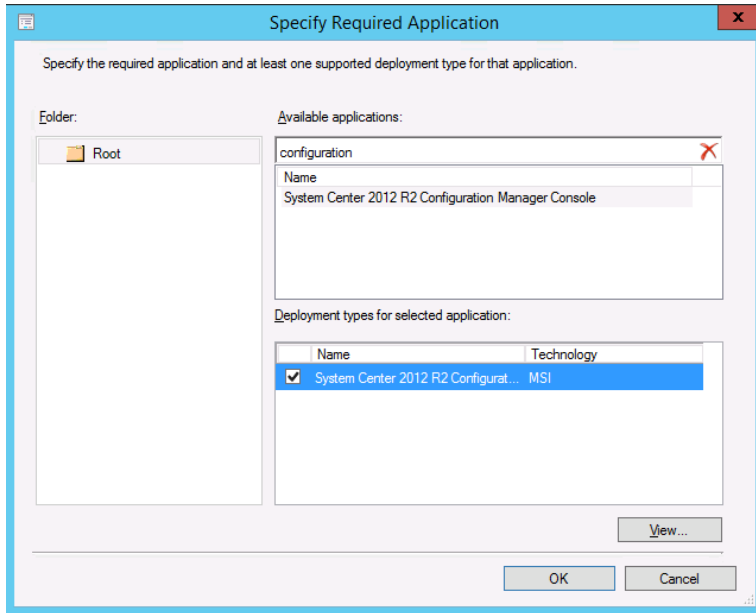 Specify Required Application
x
Specify the required application and at least one supported deployment type for that application.
Folder:
Root
Available applications:
configuration
Name
System Center 2012 R2 Configuration Manager Console
Deployment types for selected application:
Name Technology
System Center 2012 R2 Configurat... MSI
View...
OK Cancel